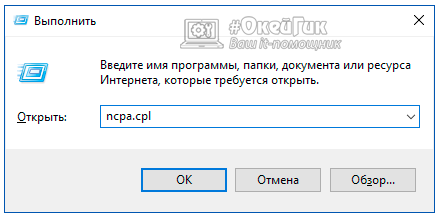 Выполнить
#ОкейГик
Ваш it-помощник
Введите имя программы, папки, документа или ресурса
Интернета, которые требуется открыть.
Открыть: ncpa.cpl
ОК Отмена Обзор...